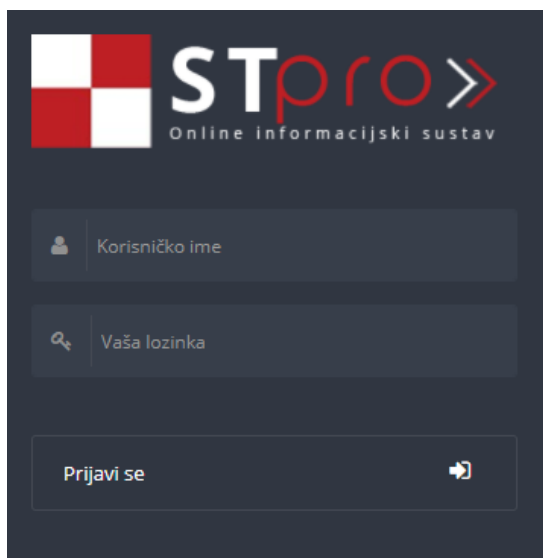 STpro
Online informacijski sustav
Korisničko ime
Vaša lozinka
Prijavi se